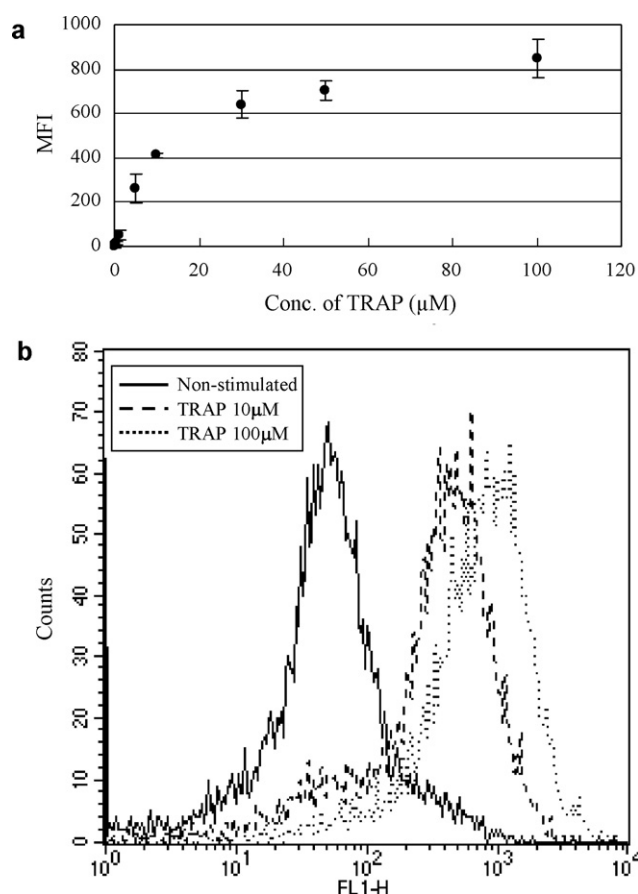 a
1000
800
600
400
200
0
MFI
0 20 40 60 80 100 120
Conc. of TRAP (µM)
b
80
70
60
50
40
30
20
10
0
Counts
Non-stimulated
TRAP 10µM
TRAP 100µM
10^0 10^1 10^2 10^3 10^4
FL1-H